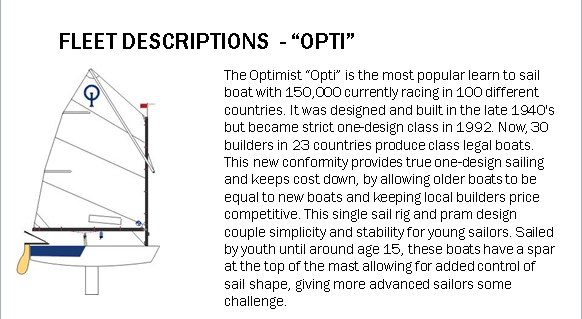 FLEET DESCRIPTIONS - “OPTI”
The Optimist “Opti” is the most popular learn to sail
boat with 150,000 currently racing in 100 different
countries. It was designed and built in the late 1940's
but became strict one-design class in 1992. Now, 30
builders in 23 countries produce class legal boats.
This new conformity provides true one-design sailing
and keeps cost down, by allowing older boats to be
equal to new boats and keeping local builders price
competitive. This single sail rig and pram design
couple simplicity and stability for young sailors. Sailed
by youth until around age 15, these boats have a spar
at the top of the mast allowing for added control of
sail shape, giving more advanced sailors some
challenge.